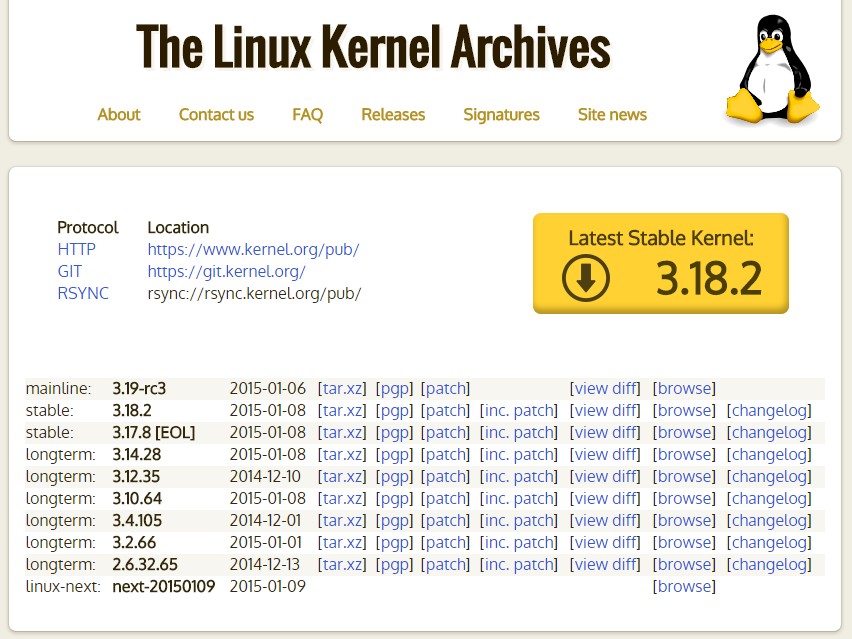 The Linux Kernel Archives
About Contact us FAQ Releases Signatures Site news
Protocol Location
HTTP https://www.kernel.org/pub/
GIT https://git.kernel.org/
RSYNC rsync://rsync.kernel.org/pub/
Latest Stable Kernel:
3.18.2
mainline: 3.19-rc3 2015-01-06 [tar.xz] [pgp] [patch] [view diff] [browse]
stable: 3.18.2 2015-01-08 [tar.xz] [pgp] [patch] [inc. patch] [view diff] [browse] [changelog]
stable: 3.17.8 [EOL] 2015-01-08 [tar.xz] [pgp] [patch] [inc. patch] [view diff] [browse] [changelog]
longterm: 3.14.28 2015-01-08 [tar.xz] [pgp] [patch] [inc. patch] [view diff] [browse] [changelog]
longterm: 3.12.35 2014-12-10 [tar.xz] [pgp] [patch] [inc. patch] [view diff] [browse] [changelog]
longterm: 3.10.64 2015-01-08 [tar.xz] [pgp] [patch] [inc. patch] [view diff] [browse] [changelog]
longterm: 3.4.105 2014-12-01 [tar.xz] [pgp] [patch] [inc. patch] [view diff] [browse] [changelog]
longterm: 3.2.66 2015-01-01 [tar.xz] [pgp] [patch] [inc. patch] [view diff] [browse] [changelog]
longterm: 2.6.32.65 2014-12-13 [tar.xz] [pgp] [patch] [inc. patch] [view diff] [browse] [changelog]
linux-next: next-20150109 2015-01-09 [browse]